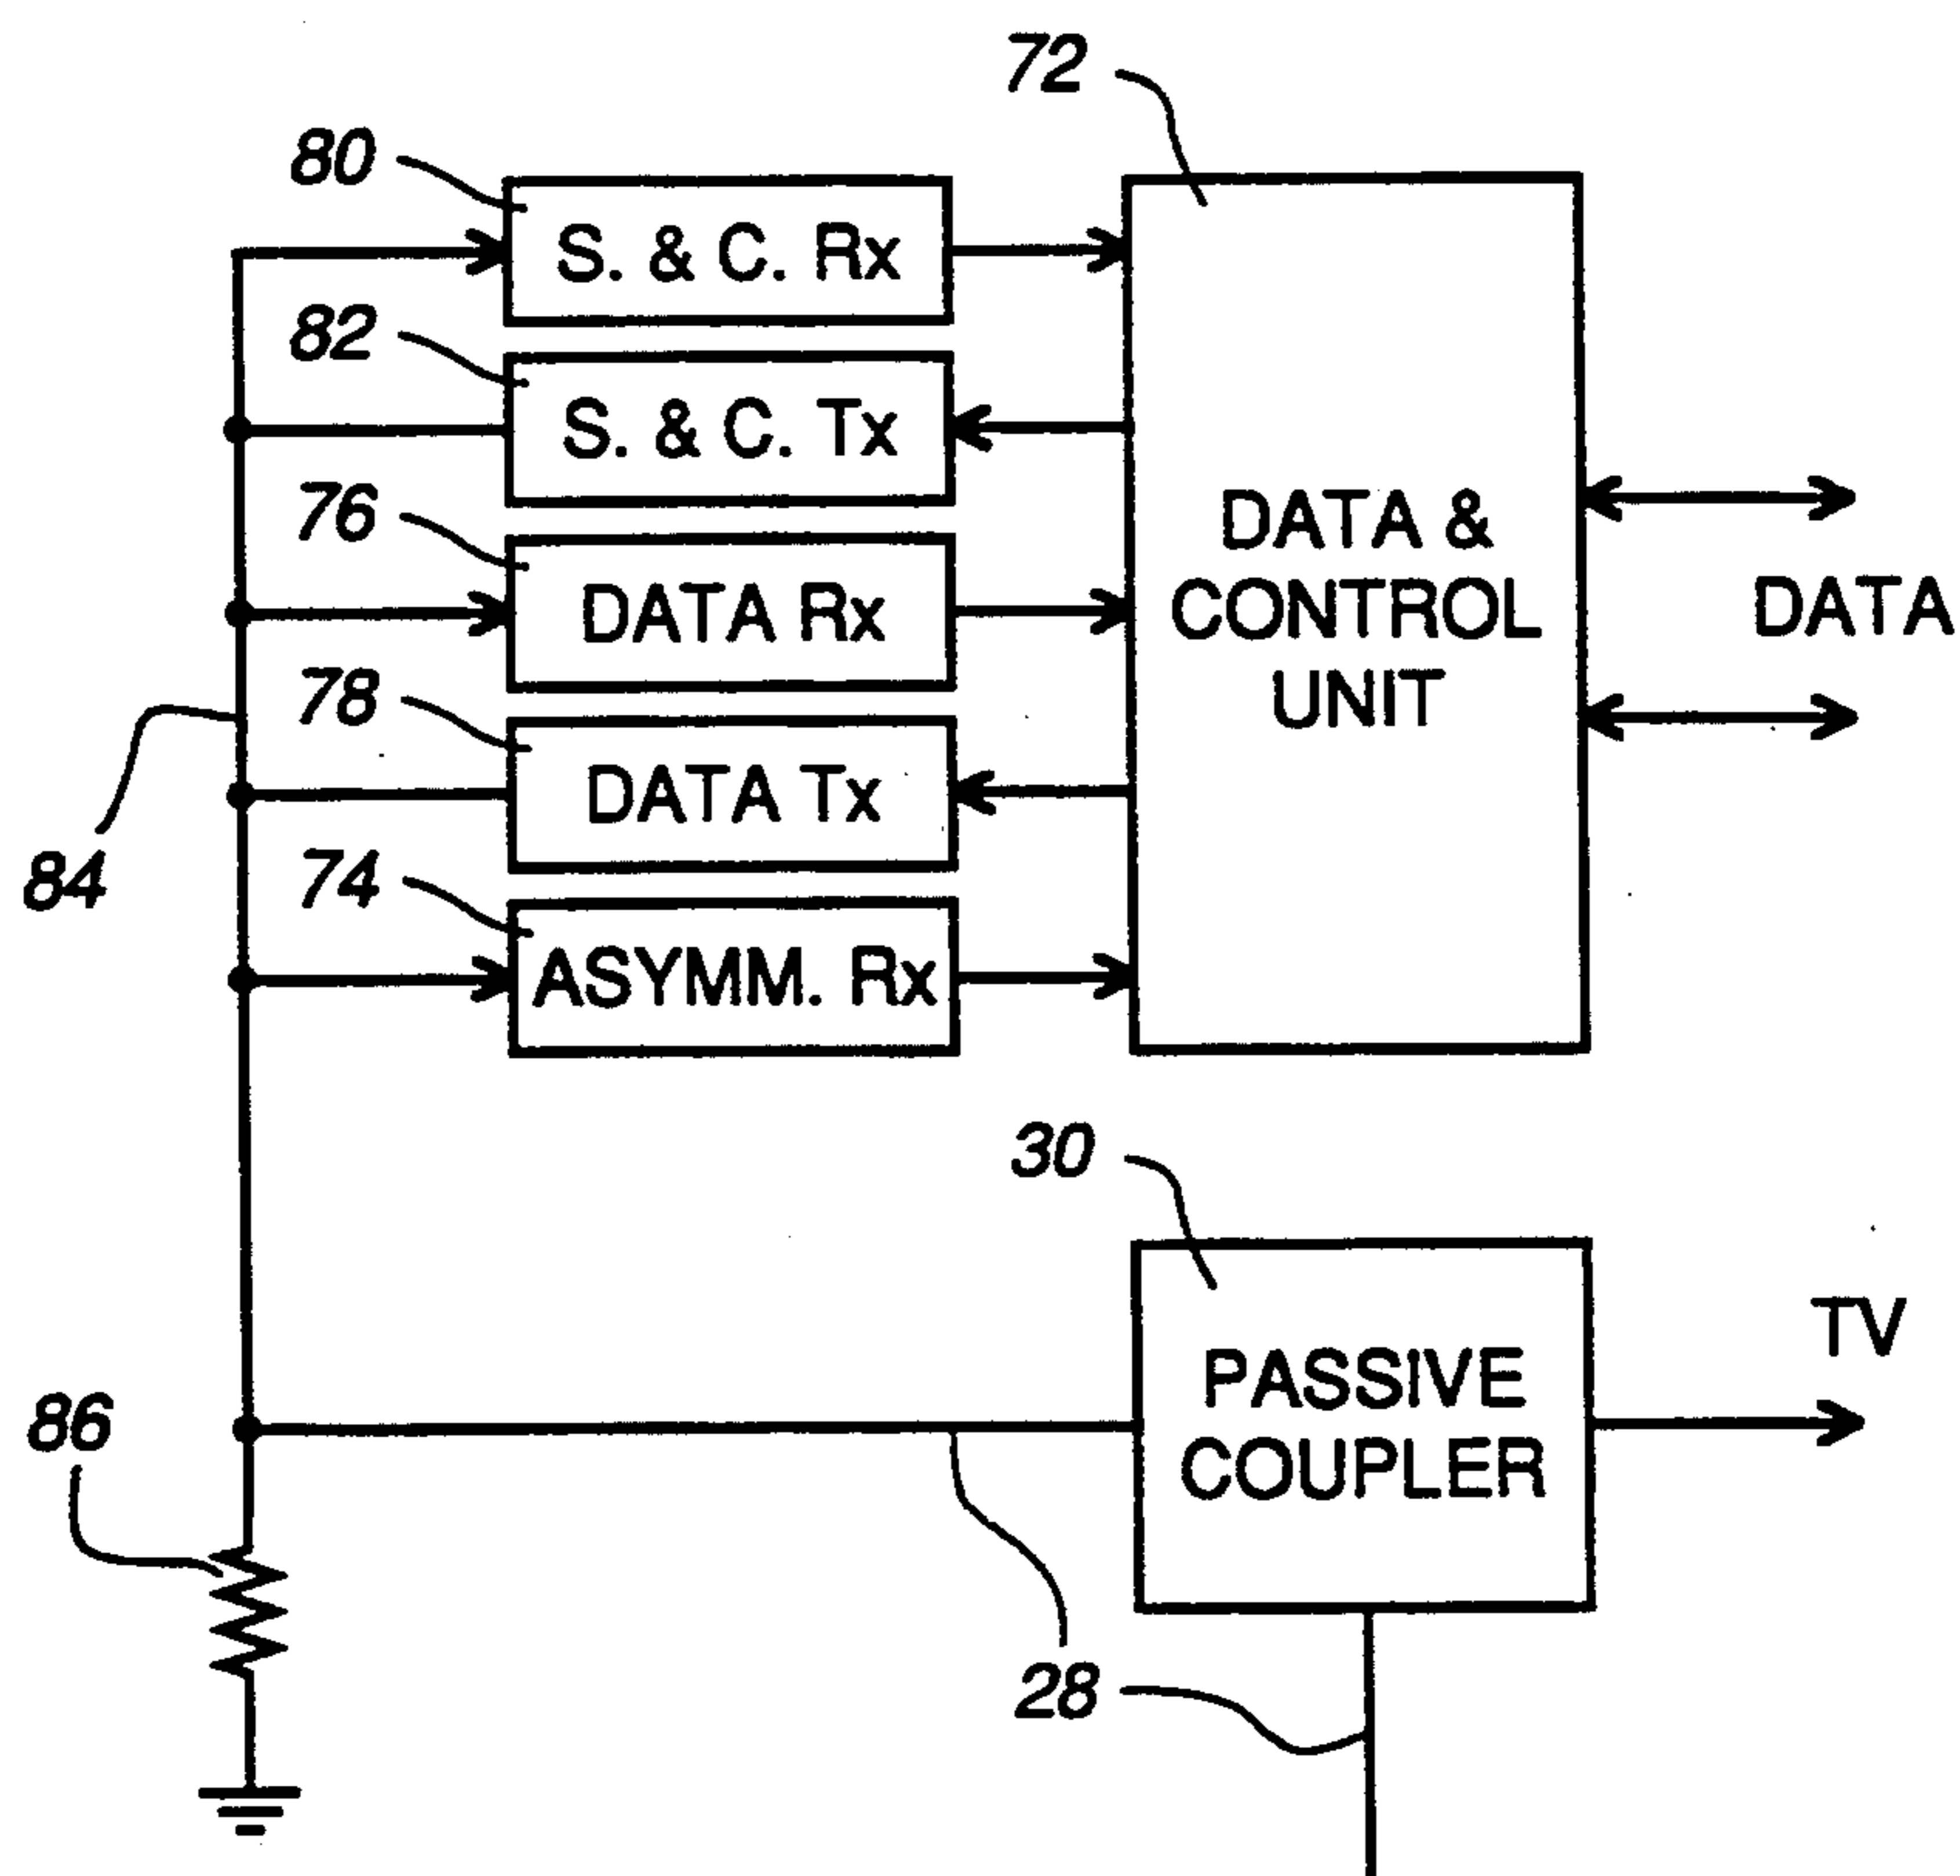 72
80
S. & C. Rx
82
S. & C. Tx
76
DATA Rx
DATA &
CONTROL
UNIT
DATA
78
DATA Tx
84
74
ASYMM. Rx
30
TV
PASSIVE
COUPLER
86
28